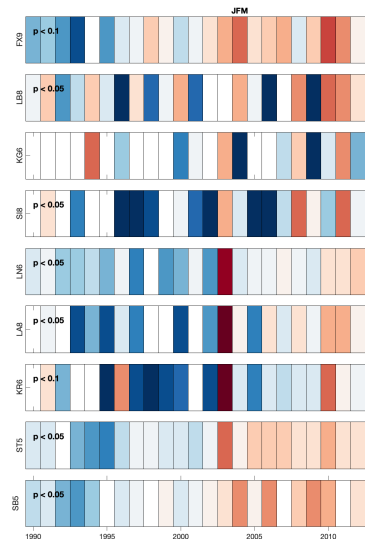 JFM
FX9
p < 0.1
LB8
p < 0.05
KG6
SI8
p < 0.05
LN6
p < 0.05
LA8
p < 0.05
KR6
p < 0.1
ST5
p < 0.05
SB5
p < 0.05
1990 1995 2000 2005 2010